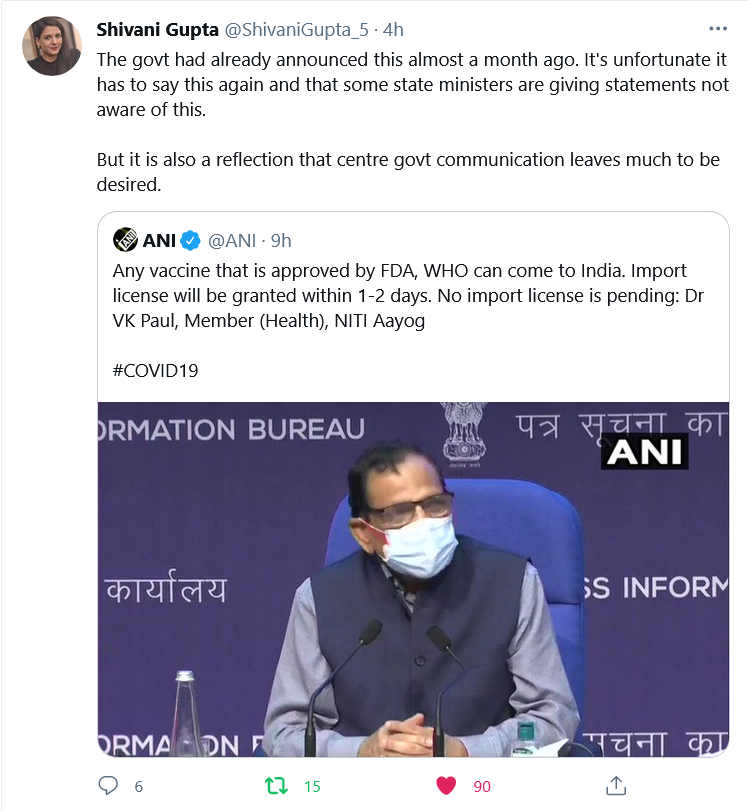 Shivani Gupta @ShivaniGupta_5 · 4h
The govt had already announced this almost a month ago. It's unfortunate it
has to say this again and that some state ministers are giving statements not
aware of this.
But it is also a reflection that centre govt communication leaves much to be
desired.
ANI @ANI · 9h
Any vaccine that is approved by FDA, WHO can come to India. Import
license will be granted within 1-2 days. No import license is pending: Dr
VK Paul, Member (Health), NITI Aayog
#COVID19
ORMATION BUREAU
पत्र सूचना का
ANI
कार्यालय
SS INFORM
ORMA ON
सूचना का
6 15 90